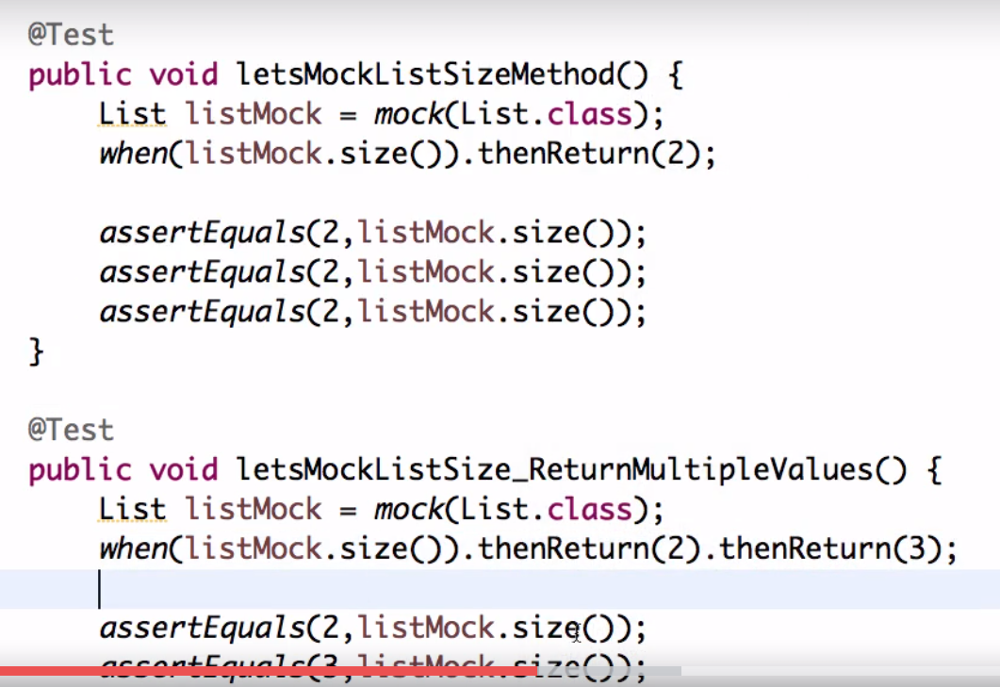 @Test
public void letsMockListSizeMethod() {
    List listMock = mock(List.class);
    when(listMock.size()).thenReturn(2);
    assertEquals(2,listMock.size());
    assertEquals(2,listMock.size());
    assertEquals(2,listMock.size());
}
@Test
public void letsMockListSize_ReturnMultipleValues() {
    List listMock = mock(List.class);
    when(listMock.size()).thenReturn(2).thenReturn(3);
    assertEquals(2,listMock.size());
    assertEquals(3,listMock.size());